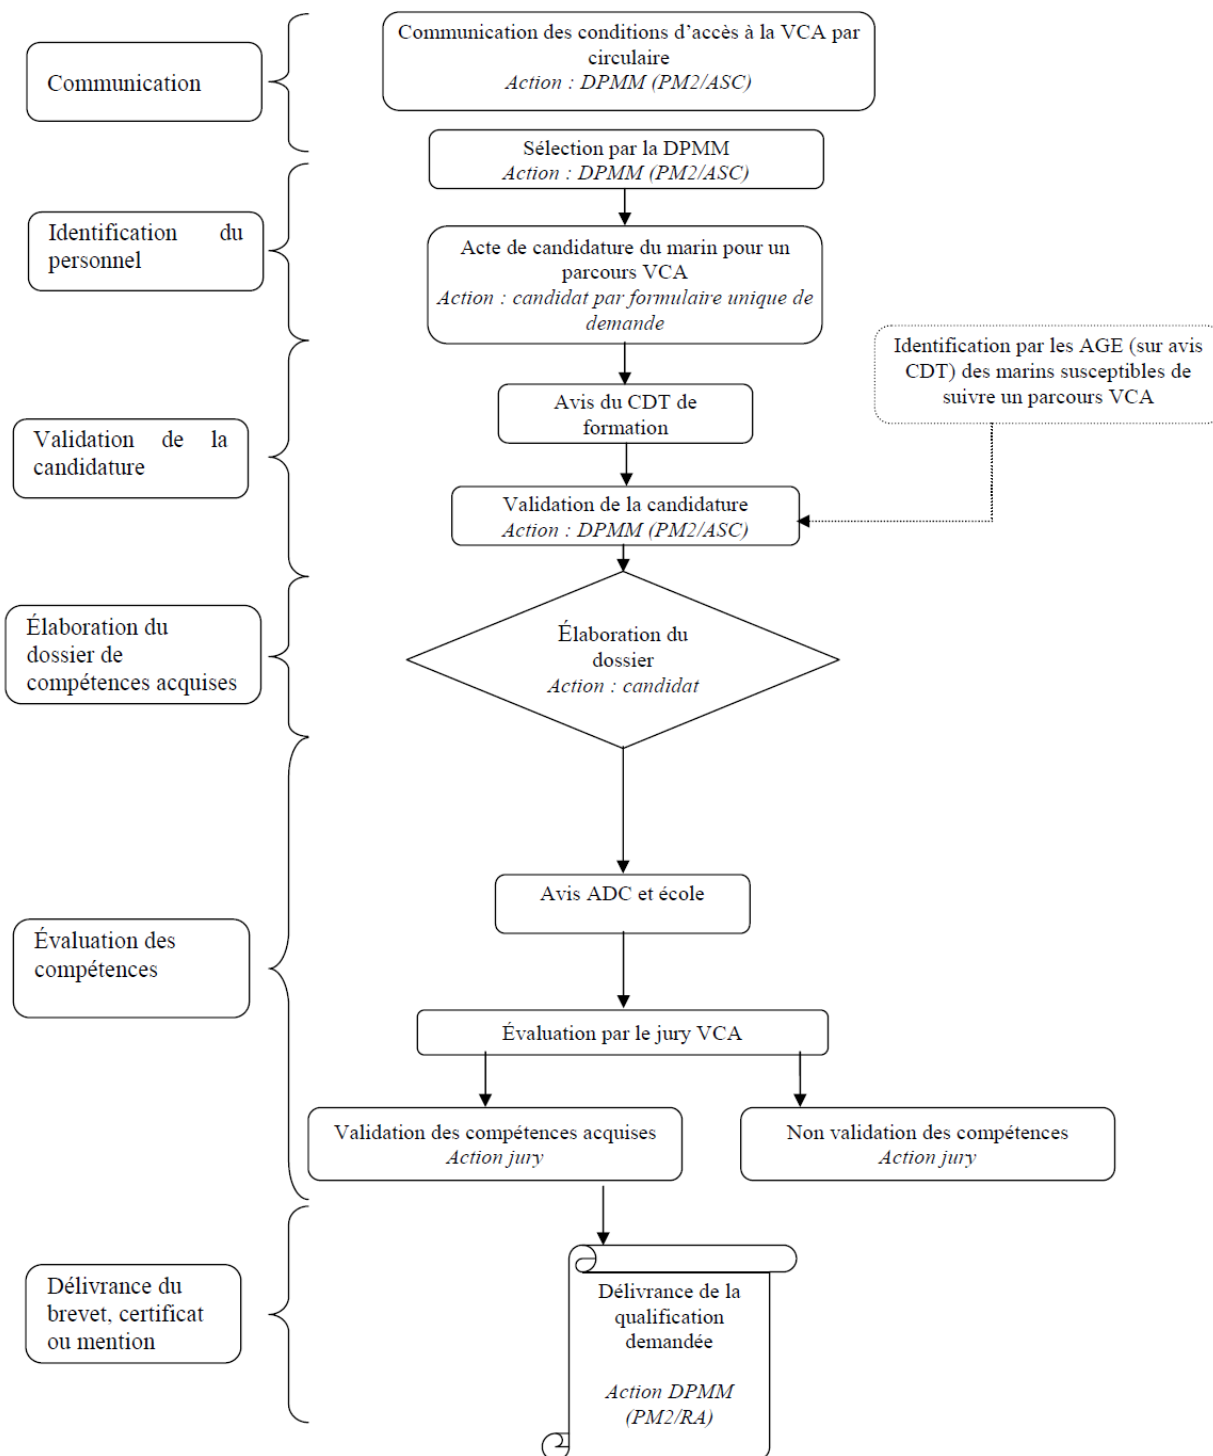 Communication
Communication des conditions d'accès à la VCA par
circulaire
Action : DPMM (PM2/ASC)
Sélection par la DPMM
Action : DPMM (PM2/ASC)
Identification du
personnel
Acte de candidature du marin pour un
parcours VCA
Action : candidat par formulaire unique de
demande
Identification par les AGE (sur avis
CDT) des marins susceptibles de
suivre un parcours VCA
Avis du CDT de
formation
Validation de la
candidature
Validation de la candidature
Action : DPMM (PM2/ASC)
Élaboration du
dossier de
compétences acquises
Élaboration du
dossier
Action : candidat
Avis ADC et école
Évaluation des
compétences
Évaluation par le jury VCA
Validation des compétences acquises
Action jury
Non validation des compétences
Action jury
Délivrance du
brevet, certificat
ou mention
Délivrance de la
qualification
demandée
Action DPMM
(PM2/RA)